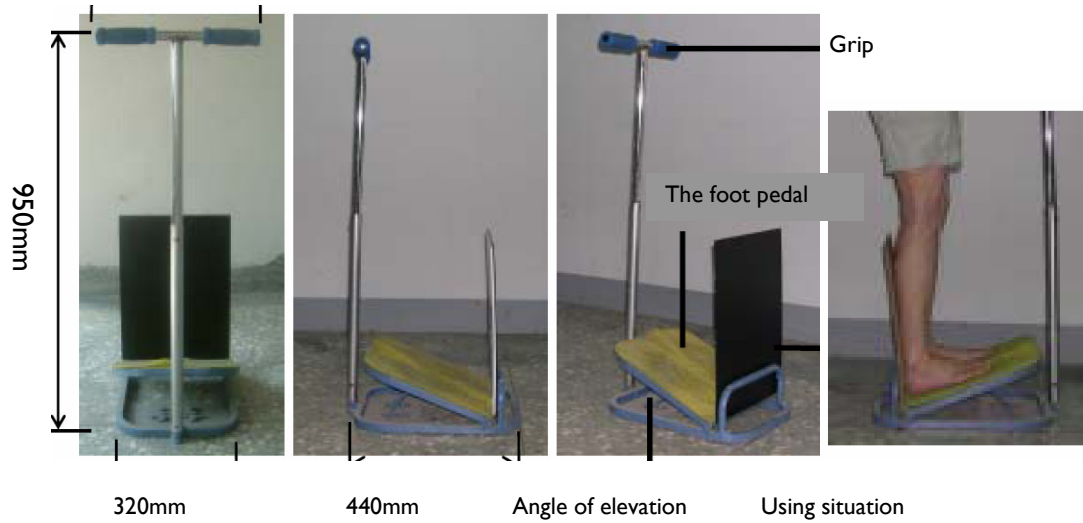 Grip
The foot pedal
950mm
320mm 440mm Angle of elevation Using situation